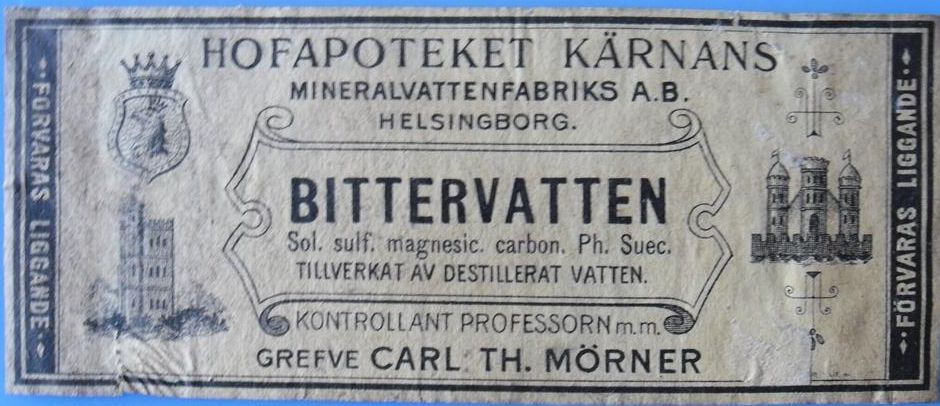 HOFAPOTEKET KÄRNANS
MINERALVATTENFABRIKS A.B.
HELSINGBORG.
BITTERVATTEN
Sol. sulf. magnesic. carbon. Ph. Suec.
TILLVERKAT AV DESTILLERAT VATTEN.
KONTROLLANT PROFESSORN m.m.
GREFVE CARL TH. MÖRNER
FÖRVARAS LIGGANDE
FÖRVARAS LIGGANDE